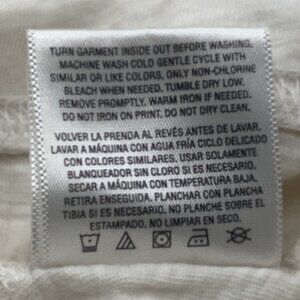 TURN GARMENT INSIDE OUT BEFORE WASHING.
MACHINE WASH COLD GENTLE CYCLE WITH
SIMILAR OR LIKE COLORS, ONLY NON-CHLORINE
BLEACH WHEN NEEDED. TUMBLE DRY LOW.
REMOVE PROMPTLY. WARM IRON IF NEEDED.
DO NOT IRON ON PRINT. DO NOT DRY CLEAN.
VOLVER LA PRENDA AL REVÉS ANTES DE LAVAR.
LAVAR A MÁQUINA CON AGUA FRÍA CICLO DELICADO
CON COLORES SIMILARES. USAR SOLAMENTE
BLANQUEADOR SIN CLORO SI ES NECESARIO.
SECAR A MÁQUINA CON TEMPERATURA BAJA.
RETIRA ENSEGUIDA. PLANCHAR CON PLANCHA
TIBIA SI ES NECESARIO. NO PLANCHE SOBRE EL
ESTAMPADO. NO LIMPIAR EN SECO.